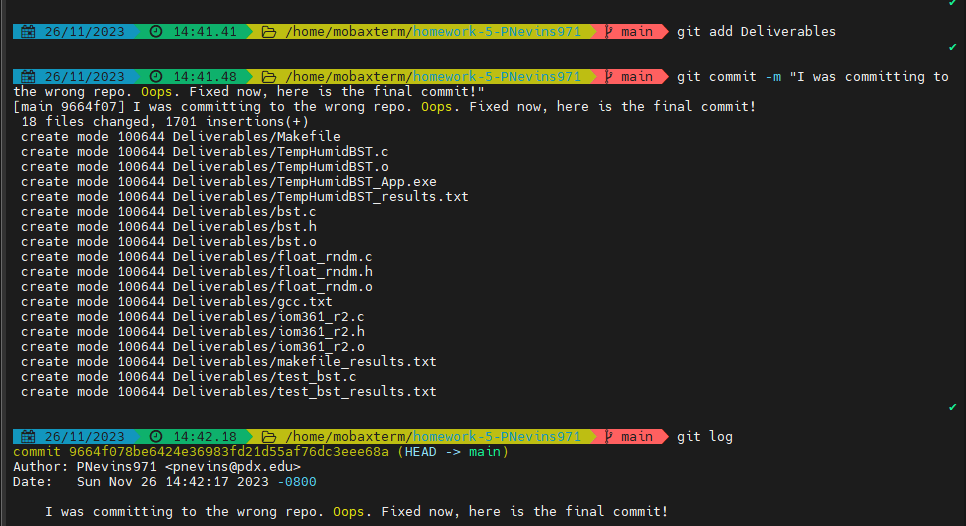 26/11/2023 14:41.41 /home/mobaxterm/homework-5-PNevins971 main git add Deliverables
26/11/2023 14:41.48 /home/mobaxterm/homework-5-PNevins971 main git commit -m "I was committing to
the wrong repo. Oops. Fixed now, here is the final commit!"
[main 9664f07] I was committing to the wrong repo. Oops. Fixed now, here is the final commit!
18 files changed, 1701 insertions(+)
create mode 100644 Deliverables/Makefile
create mode 100644 Deliverables/TempHumidBST.c
create mode 100644 Deliverables/TempHumidBST.o
create mode 100644 Deliverables/TempHumidBST_App.exe
create mode 100644 Deliverables/TempHumidBST_results.txt
create mode 100644 Deliverables/bst.c
create mode 100644 Deliverables/bst.h
create mode 100644 Deliverables/bst.o
create mode 100644 Deliverables/float_rndm.c
create mode 100644 Deliverables/float_rndm.h
create mode 100644 Deliverables/float_rndm.o
create mode 100644 Deliverables/gcc.txt
create mode 100644 Deliverables/iom361_r2.c
create mode 100644 Deliverables/iom361_r2.h
create mode 100644 Deliverables/iom361_r2.o
create mode 100644 Deliverables/makefile_results.txt
create mode 100644 Deliverables/test_bst.c
create mode 100644 Deliverables/test_bst_results.txt
26/11/2023 14:42.18 /home/mobaxterm/homework-5-PNevins971 main git log
commit 9664f078be6424e36983fd21d55af76dc3eee68a (HEAD -> main)
Author: PNevins971 <pnevins@pdx.edu>
Date: Sun Nov 26 14:42:17 2023 -0800
I was committing to the wrong repo. Oops. Fixed now, here is the final commit!